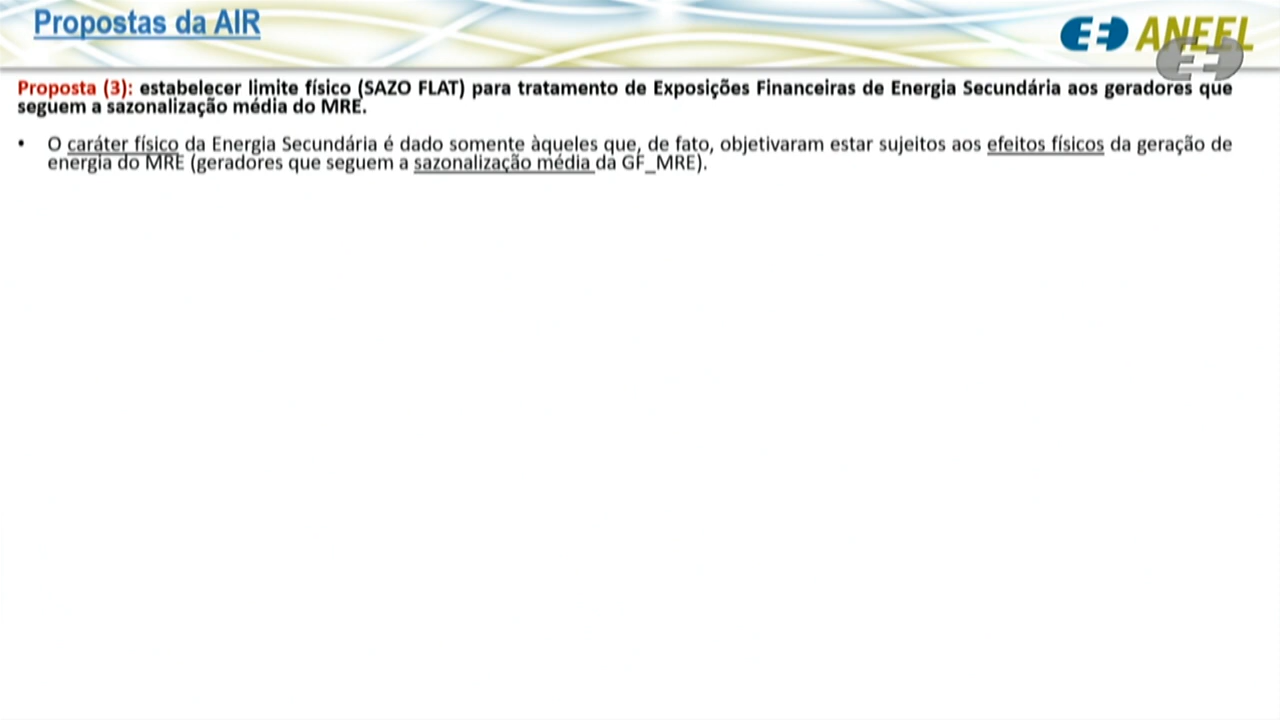 Propostas da AIR
ANEEL
Proposta (3): estabelecer limite físico (SAZO FLAT) para tratamento de Exposições Financeiras de Energia Secundária aos geradores que
seguem a sazonalização média do MRE.
• O caráter físico da Energia Secundária é dado somente àqueles que, de fato, objetivaram estar sujeitos aos efeitos físicos da geração de
energia do MRE (geradores que seguem a sazonalização média da GF_MRE).